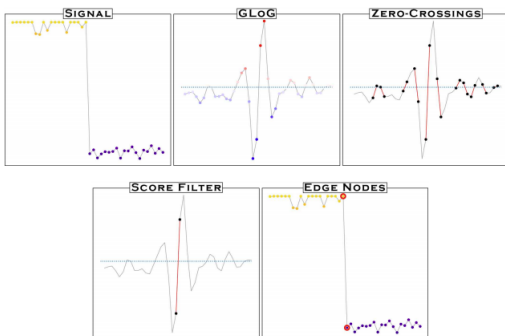 SIGNAL
GLOG
ZERO-CROSSINGS
SCORE FILTER
EDGE NODES